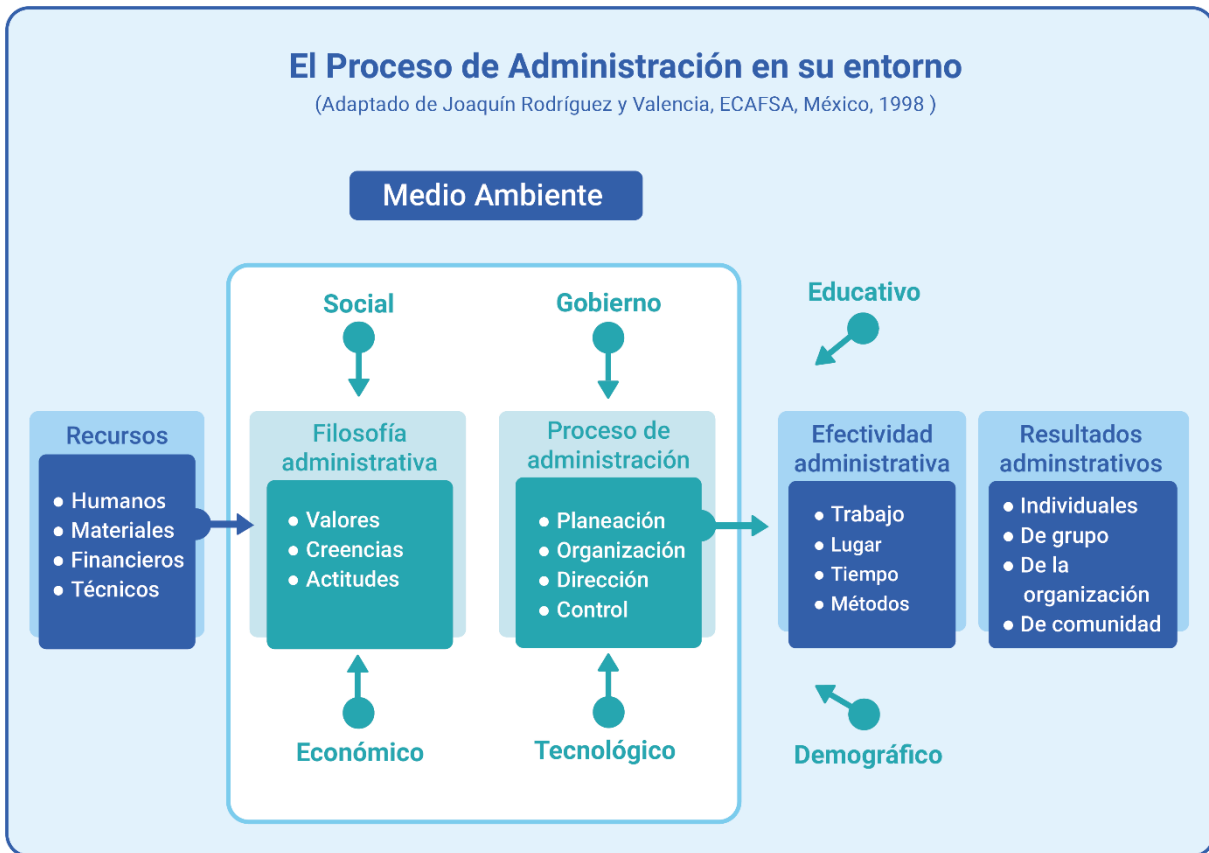 El Proceso de Administración en su entorno
(Adaptado de Joaquín Rodríguez y Valencia, ECAFSA, México, 1998 )
Medio Ambiente
Social
Gobierno
Educativo
Recursos
• Humanos
• Materiales
• Financieros
• Técnicos
Filosofía
administrativa
• Valores
• Creencias
• Actitudes
Proceso de
administración
• Planeación
• Organización
• Dirección
• Control
Efectividad
administrativa
• Trabajo
• Lugar
• Tiempo
• Métodos
Resultados
adminstrativos
• Individuales
• De grupo
• De la
organización
• De comunidad
Económico
Tecnológico
Demográfico